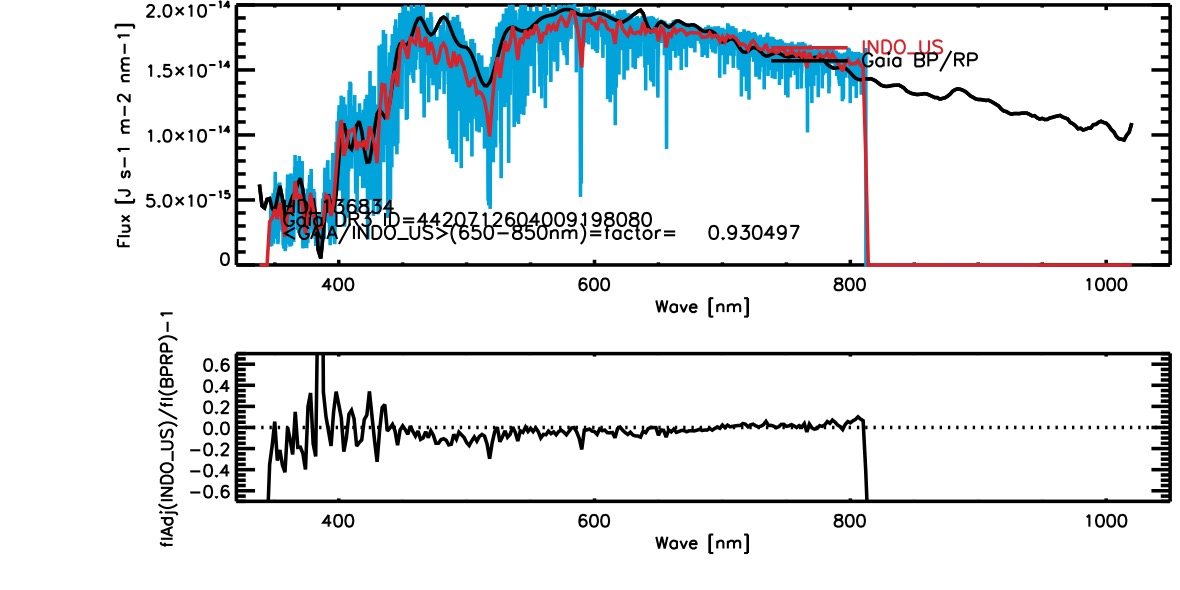 2.0×10−14
1.5×10−14
1.0×10−14
5.0×10−15
0
Flux [J s−1 m−2 nm−1]
INDO_US
Gaia BP/RP
HD_136834
Gaia DR3 ID=4420712604009198080
<GAIA/INDO_US>(650−850nm)=factor= 0.930497
400 600 800 1000
Wave [nm]
flAdj(INDO_US)/fl(BPRP)−1
0.6
0.4
0.2
0.0
−0.2
−0.4
−0.6
400 600 800 1000
Wave [nm]